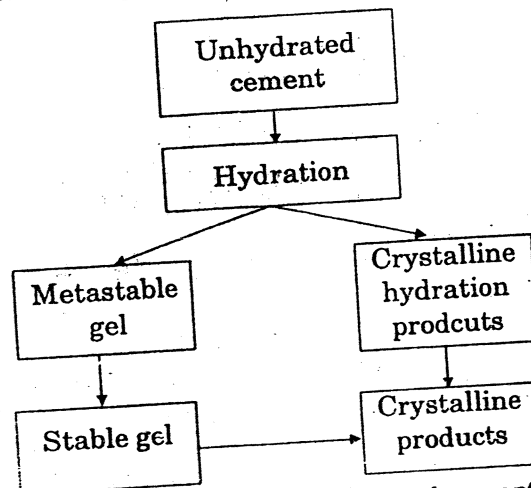 Unhydrated
cement
Hydration
Metastable
gel
Crystalline
hydration
prodcuts
Stable gel
Crystalline
products